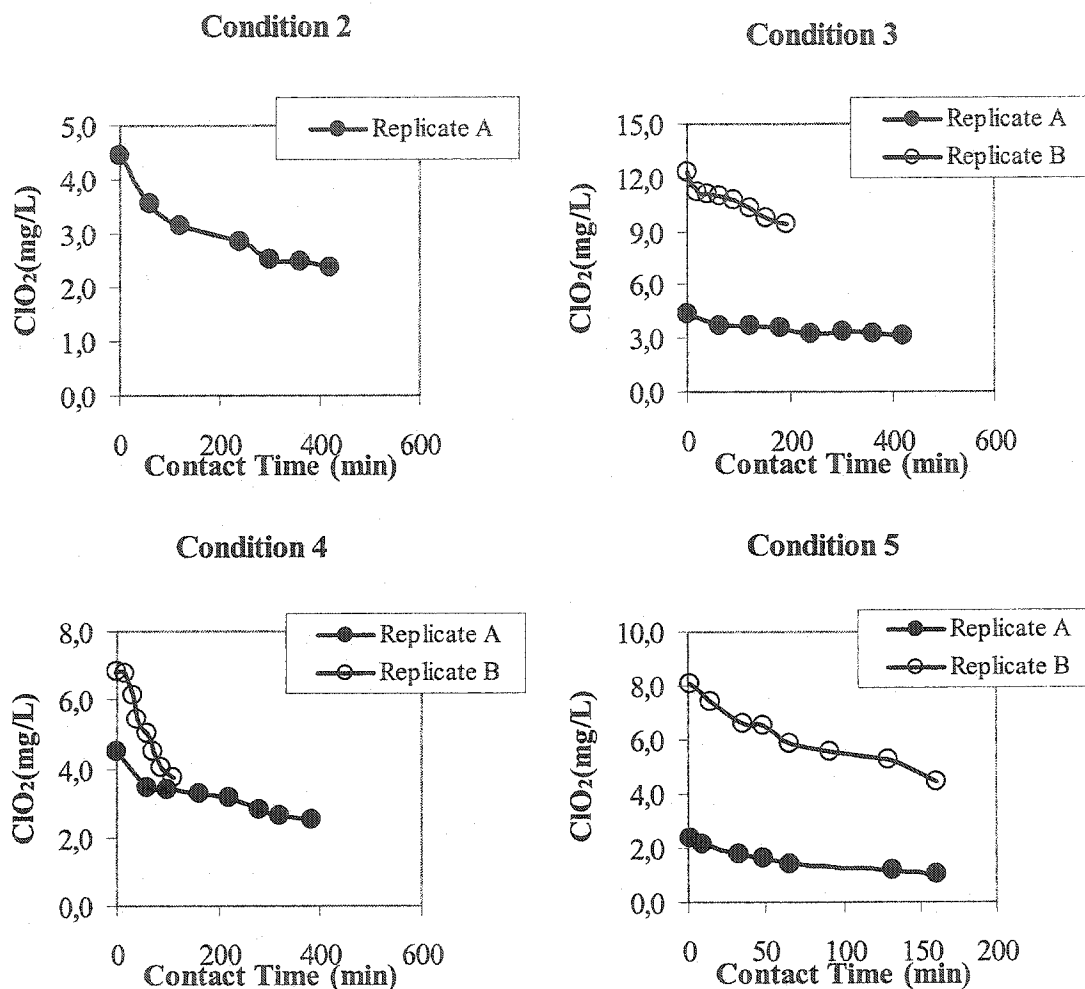 Condition 2
Replicate A
5,0
4,0
3,0
2,0
1,0
0,0
ClO₂(mg/L)
0 200 400 600
Contact Time (min)
Condition 3
Replicate A
Replicate B
15,0
12,0
9,0
6,0
3,0
0,0
ClO₂(mg/L)
0 200 400 600
Contact Time (min)
Condition 4
Replicate A
Replicate B
8,0
6,0
4,0
2,0
0,0
ClO₂(mg/L)
0 200 400 600
Contact Time (min)
Condition 5
Replicate A
Replicate B
10,0
8,0
6,0
4,0
2,0
0,0
ClO₂(mg/L)
0 50 100 150 200
Contact Time (min)